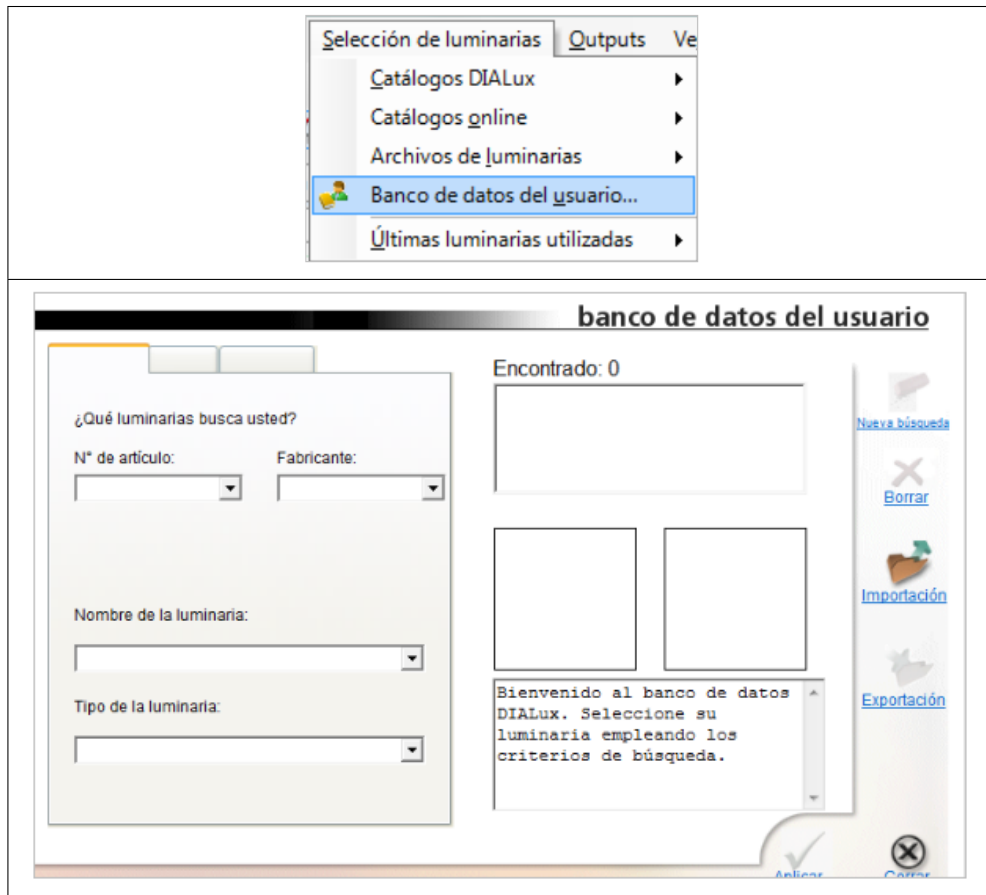 Selección de luminarias Outputs Ve
Catálogos DIALux
Catálogos online
Archivos de luminarias
Banco de datos del usuario...
Últimas luminarias utilizadas
banco de datos del usuario
¿Qué luminarias busca usted?
N° de artículo: Fabricante:
Nombre de la luminaria:
Tipo de la luminaria:
Encontrado: 0
Bienvenido al banco de datos
DIALux. Seleccione su
luminaria empleando los
criterios de búsqueda.
Nueva búsqueda
Borrar
Importación
Exportación
Aplicar
Cerrar